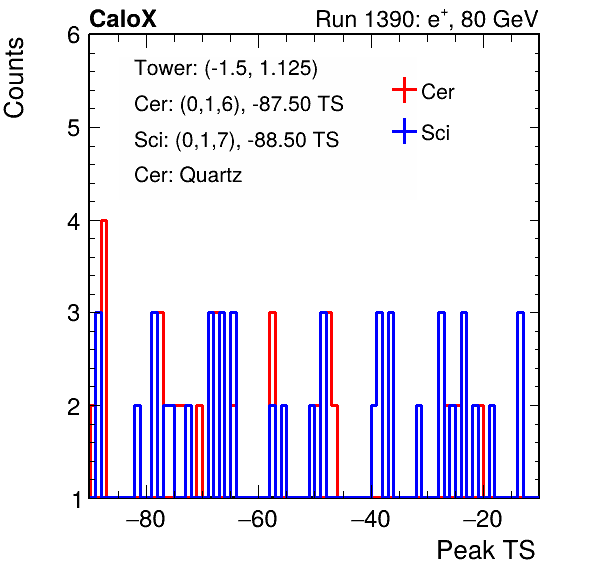 CaloX Run 1390: e⁺, 80 GeV
Counts
6
5
4
3
2
1
Tower: (-1.5, 1.125)
Cer: (0,1,6), -87.50 TS
Sci: (0,1,7), -88.50 TS
Cer: Quartz
Cer
Sci
−80 −60 −40 −20
Peak TS